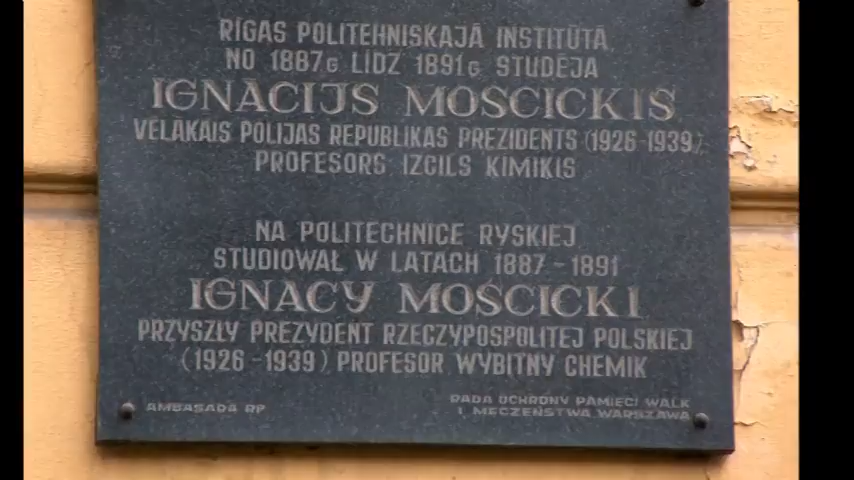 RĪGAS POLITEHNISKAJĀ INSTITŪTĀ
NO 1887G LĪDZ 1891G STUDĒJA
IGNĀCIJS MOSCICKIS
VĒLĀKAIS POLIJAS REPUBLIKAS PREZIDENTS (1926-1939)
PROFESORS IZCILS ĶĪMIĶIS
NA POLITECHNICE RYSKIEJ
STUDIOWAŁ W LATACH 1887-1891
IGNACY MOŚCICKI
PRZYSZŁY PREZYDENT RZECZYPOSPOLITEJ POLSKIEJ
(1926-1939) PROFESOR WYBITNY CHEMIK
AMBASADA RP
RADA OCHRONY PAMIĘCI WALK
I MĘCZEŃSTWA WARSZAWA